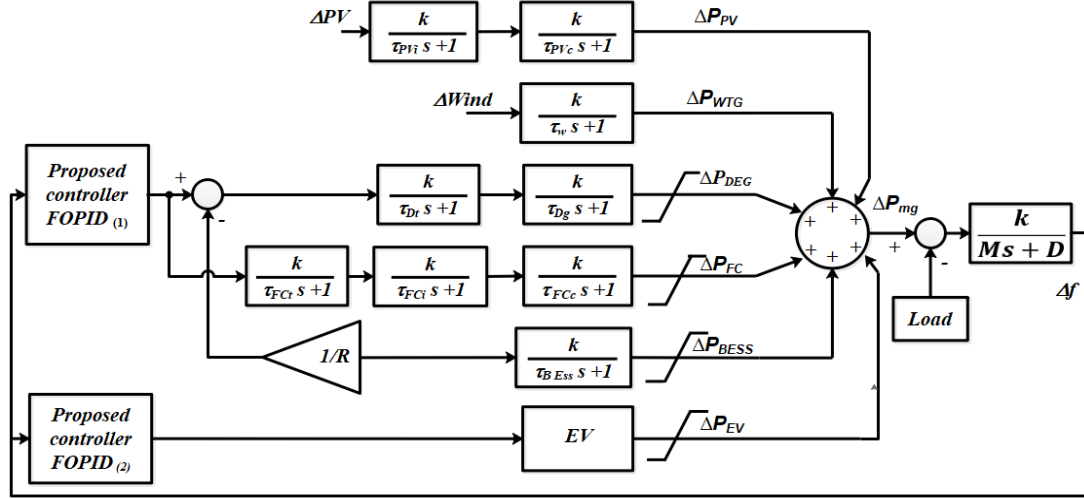 ΔPV
k
τPVi s +1
k
τPVc s +1
ΔPPV
ΔWind
k
τw s +1
ΔPWTG
Proposed
controller
FOPID (1)
+
-
k
τDt s +1
k
τDg s +1
ΔPDEG
+
+
+
+
+
+
ΔPmg
+
-
k
Ms + D
Δf
k
τFCt s +1
k
τFCi s +1
k
τFCc s +1
ΔPFC
Load
1/R
k
τB Ess s +1
ΔPBESS
Proposed
controller
FOPID (2)
EV
ΔPEV